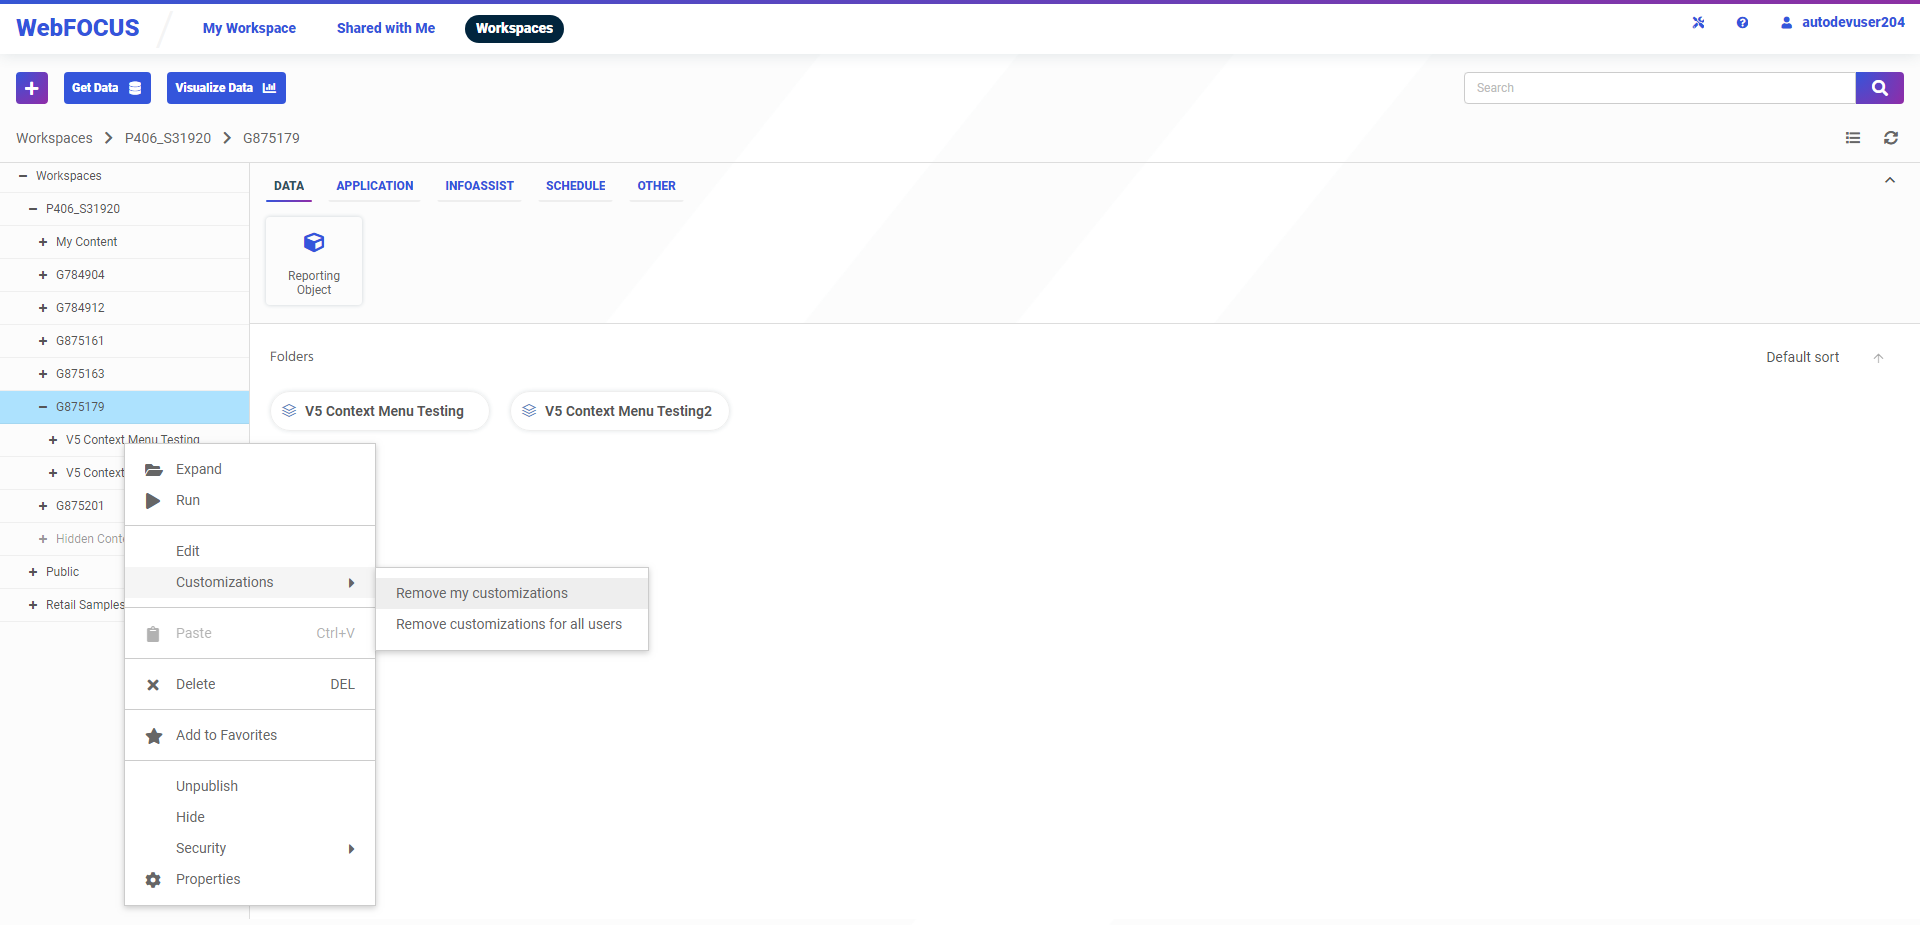 WebFOCUS
My Workspace
Shared with Me
Workspaces
autodevuser204
Get Data
Visualize Data
Search
Workspaces
P406_S31920
G875179
Workspaces
P406_S31920
My Content
G784904
G784912
G875161
G875163
G875179
V5 Context Menu Testing
V5 Context
G875201
Hidden Conte
Public
Retail Samples
DATA
APPLICATION
INFOASSIST
SCHEDULE
OTHER
Reporting
Object
Folders
Default sort
V5 Context Menu Testing
V5 Context Menu Testing2
Expand
Run
Edit
Customizations
Paste Ctrl+V
Delete DEL
Add to Favorites
Unpublish
Hide
Security
Properties
Remove my customizations
Remove customizations for all users